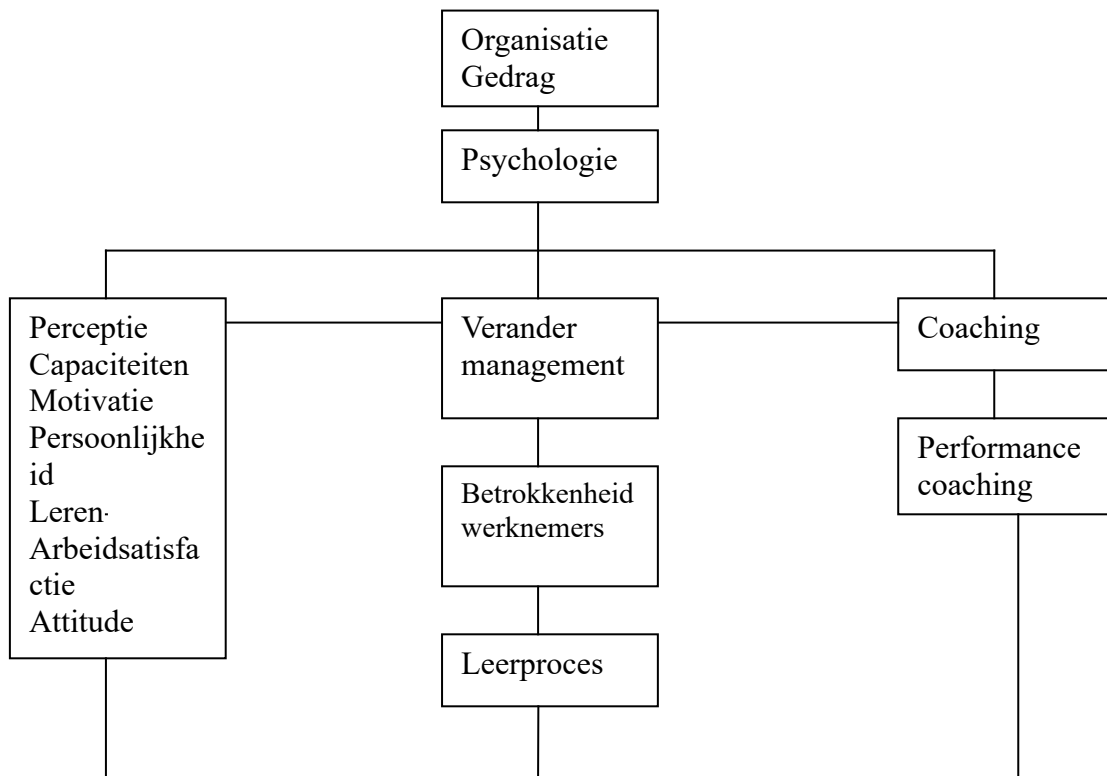 Organisatie
Gedrag
Psychologie
Perceptie
Capaciteiten
Motivatie
Persoonlijkhe
id
Leren-
Arbeidsatisfa
ctie
Attitude
Verander
management
Betrokkenheid
werknemers
Leerproces
Coaching
Performance
coaching